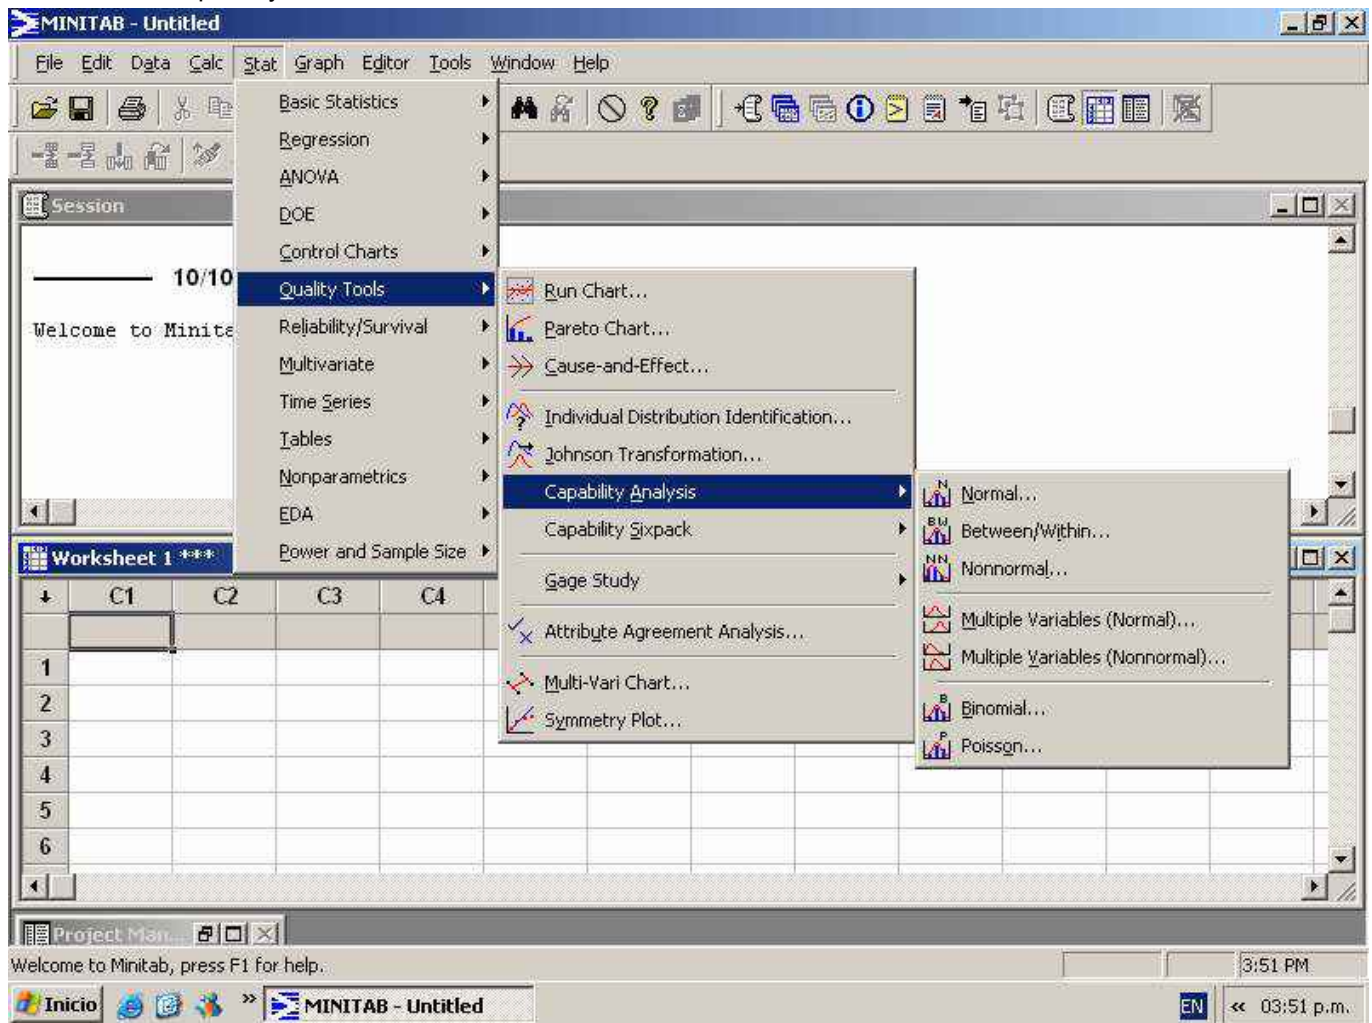 MINITAB - Untitled
File Edit Data Calc Stat Graph Editor Tools Window Help
Basic Statistics
Regression
ANOVA
DOE
Control Charts
Quality Tools
Reliability/Survival
Multivariate
Time Series
Tables
Nonparametrics
EDA
Power and Sample Size
Session
10/10
Welcome to Minita
Run Chart...
Pareto Chart...
Cause-and-Effect...
Individual Distribution Identification...
Johnson Transformation...
Capability Analysis
Capability Sixpack
Gage Study
Attribute Agreement Analysis...
Multi-Vari Chart...
Symmetry Plot...
Normal...
Between/Within...
Nonnormal...
Multiple Variables (Normal)...
Multiple Variables (Nonnormal)...
Binomial...
Poisson...
Worksheet 1 ***
C1 C2 C3 C4
1
2
3
4
5
6
Project Man...
Welcome to Minitab, press F1 for help.
3:51 PM
Inicio
MINITAB - Untitled
EN
03:51 p.m.